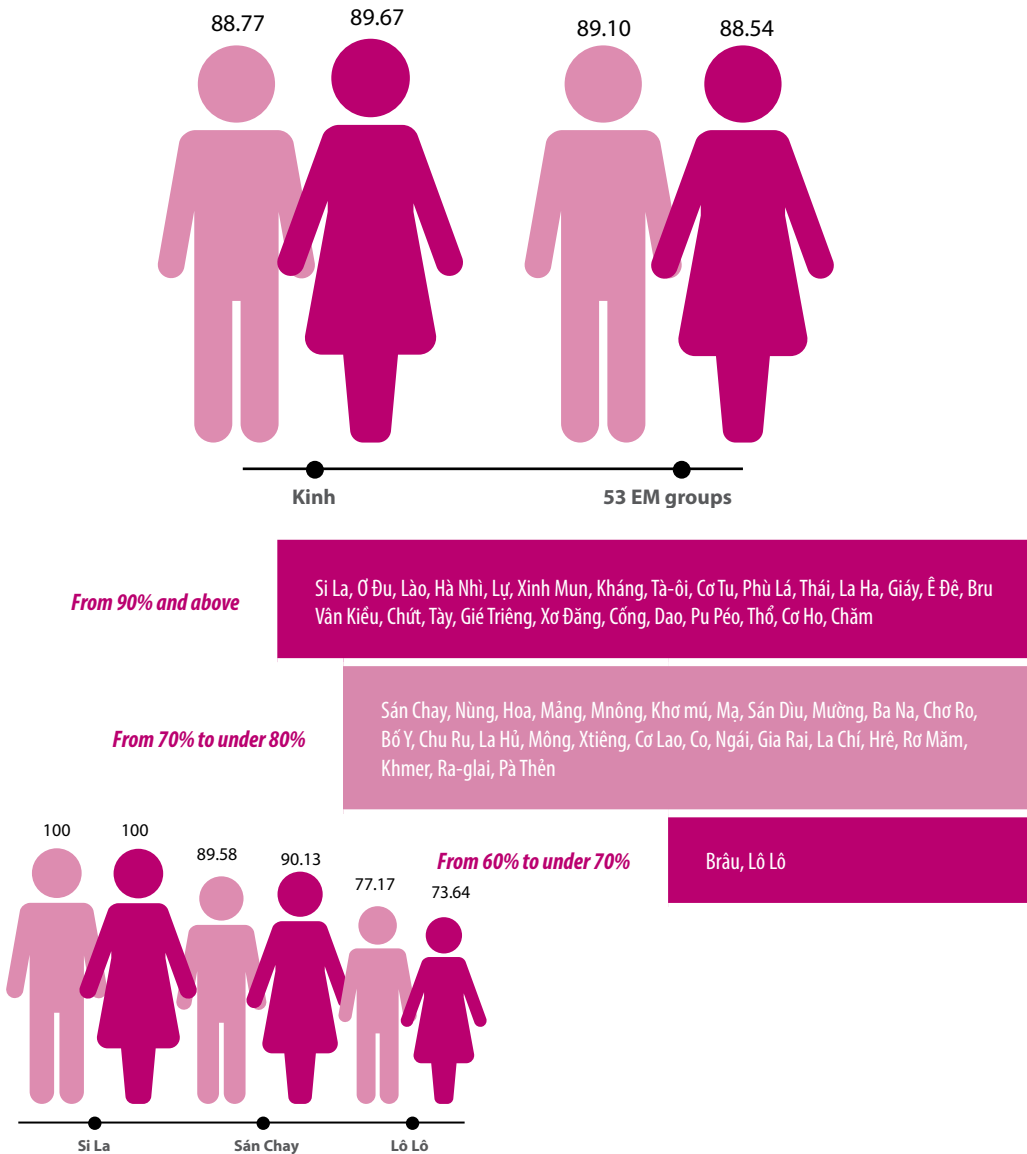 88.77 89.67 89.10 88.54
Kinh 53 EM groups
From 90% and above
Si La, Ơ Đu, Lào, Hà Nhì, Lự, Xinh Mun, Kháng, Tà-ôi, Cơ Tu, Phù Lá, Thái, La Ha, Giáy, Ê Đê, Bru
Vân Kiều, Chứt, Tày, Gié Triêng, Xơ Đăng, Cống, Dao, Pu Péo, Thổ, Cơ Ho, Chăm
From 70% to under 80%
Sán Chay, Nùng, Hoa, Mảng, Mnông, Khơ mú, Mạ, Sán Dìu, Mường, Ba Na, Chơ Ro,
Bố Y, Chu Ru, La Hủ, Mông, Xtiêng, Cơ Lao, Co, Ngái, Gia Rai, La Chí, Hrê, Rơ Măm,
Khmer, Ra-glai, Pà Thẻn
From 60% to under 70%
Brâu, Lô Lô
100 100 89.58 90.13 77.17 73.64
Si La Sán Chay Lô Lô